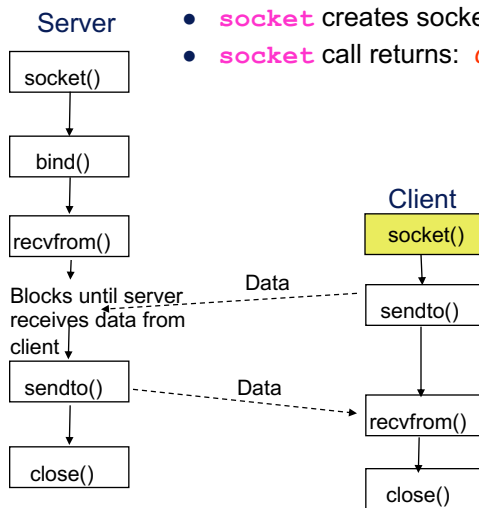 Server
• socket creates socke
• socket call returns:
socket()
bind()
recvfrom()
Blocks until server
receives data from
client
sendto()
close()
Client
socket()
Data
sendto()
Data
recvfrom()
close()